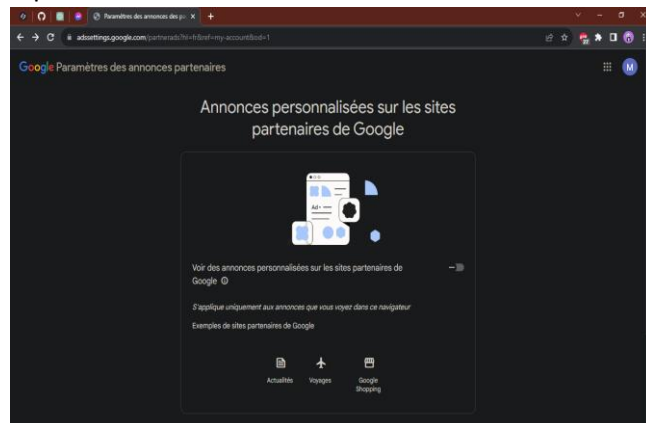 Paramètres des annonces des pa
adssettings.google.com/partnerads?hl=fr&ref=my-account&od=1
Google Paramètres des annonces partenaires
M
Annonces personnalisées sur les sites
partenaires de Google
Ad
Voir des annonces personnalisées sur les sites partenaires de
Google
S'applique uniquement aux annonces que vous voyez dans ce navigateur
Exemples de sites partenaires de Google
Actualités Voyages Google
Shopping